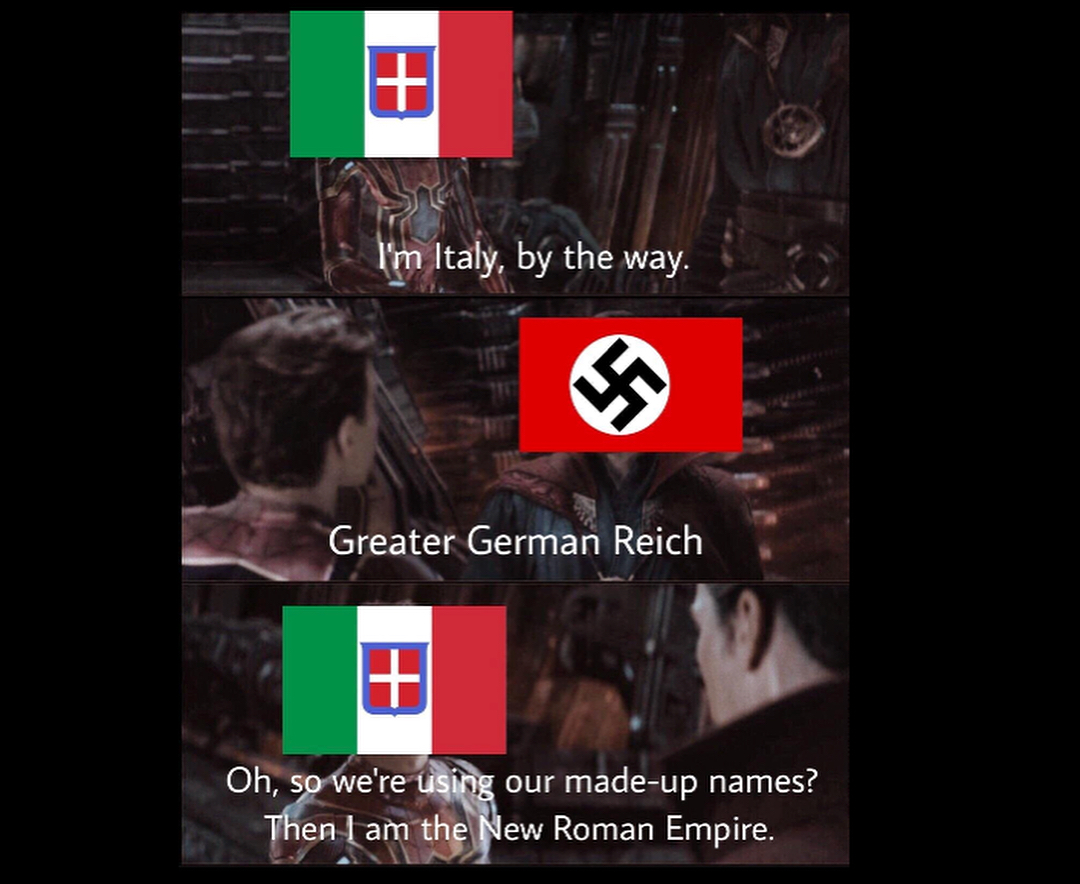 I'm Italy, by the way.
Greater German Reich
Oh, so we're using our made-up names?
Then I am the New Roman Empire.